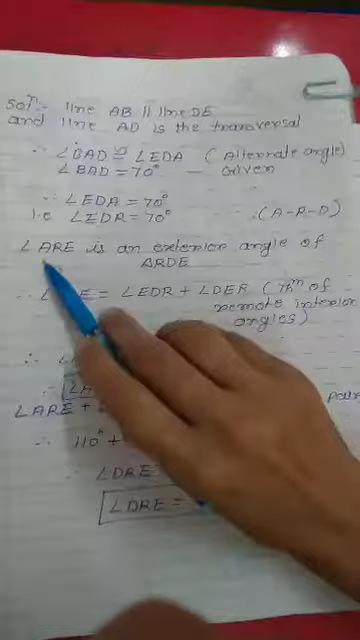 Solⁿ:- line AB || line DE
and line AD is the transversal
∴ ∠BAD ≅ ∠EDA (Alternate angle)
∠BAD = 70° — Given
∵ ∠EDA = 70°
i.e ∠EDR = 70° .(A-R-D)
∠ARE is an exterior angle of
ΔRDE
∴ E = ∠EDR + ∠DER (Thᵐ of
remote interior
angles)
∴ ∠
∠A
∠ARE +
∴ 110° +
∴ ∠DRE
∠DRE =